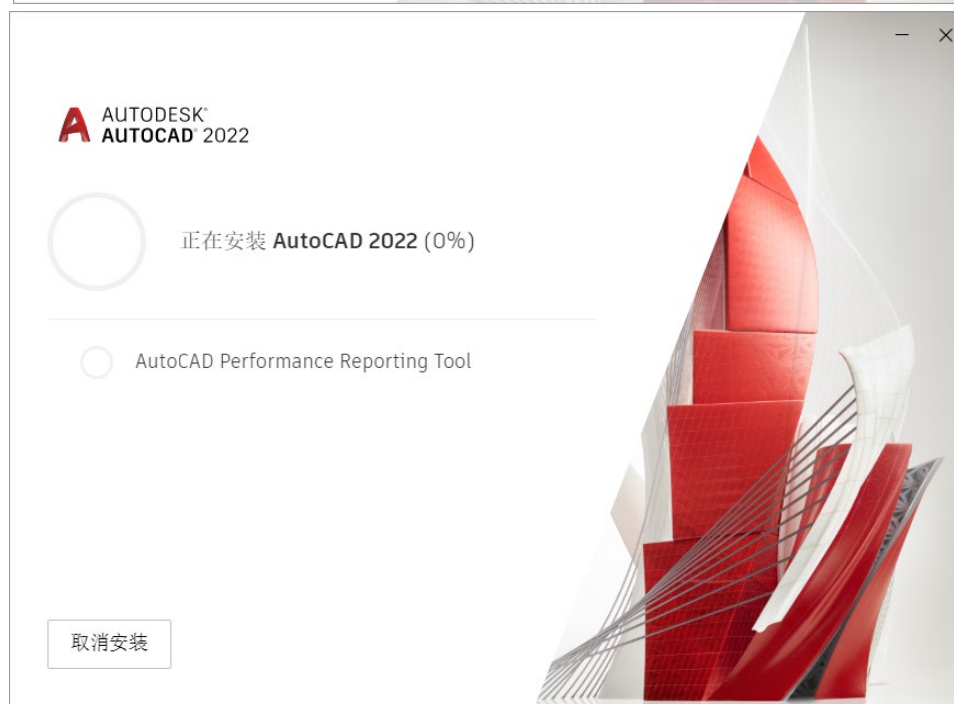 AUTODESK®
AUTOCAD® 2022
正在安装 AutoCAD 2022 (0%)
AutoCAD Performance Reporting Tool
取消安装